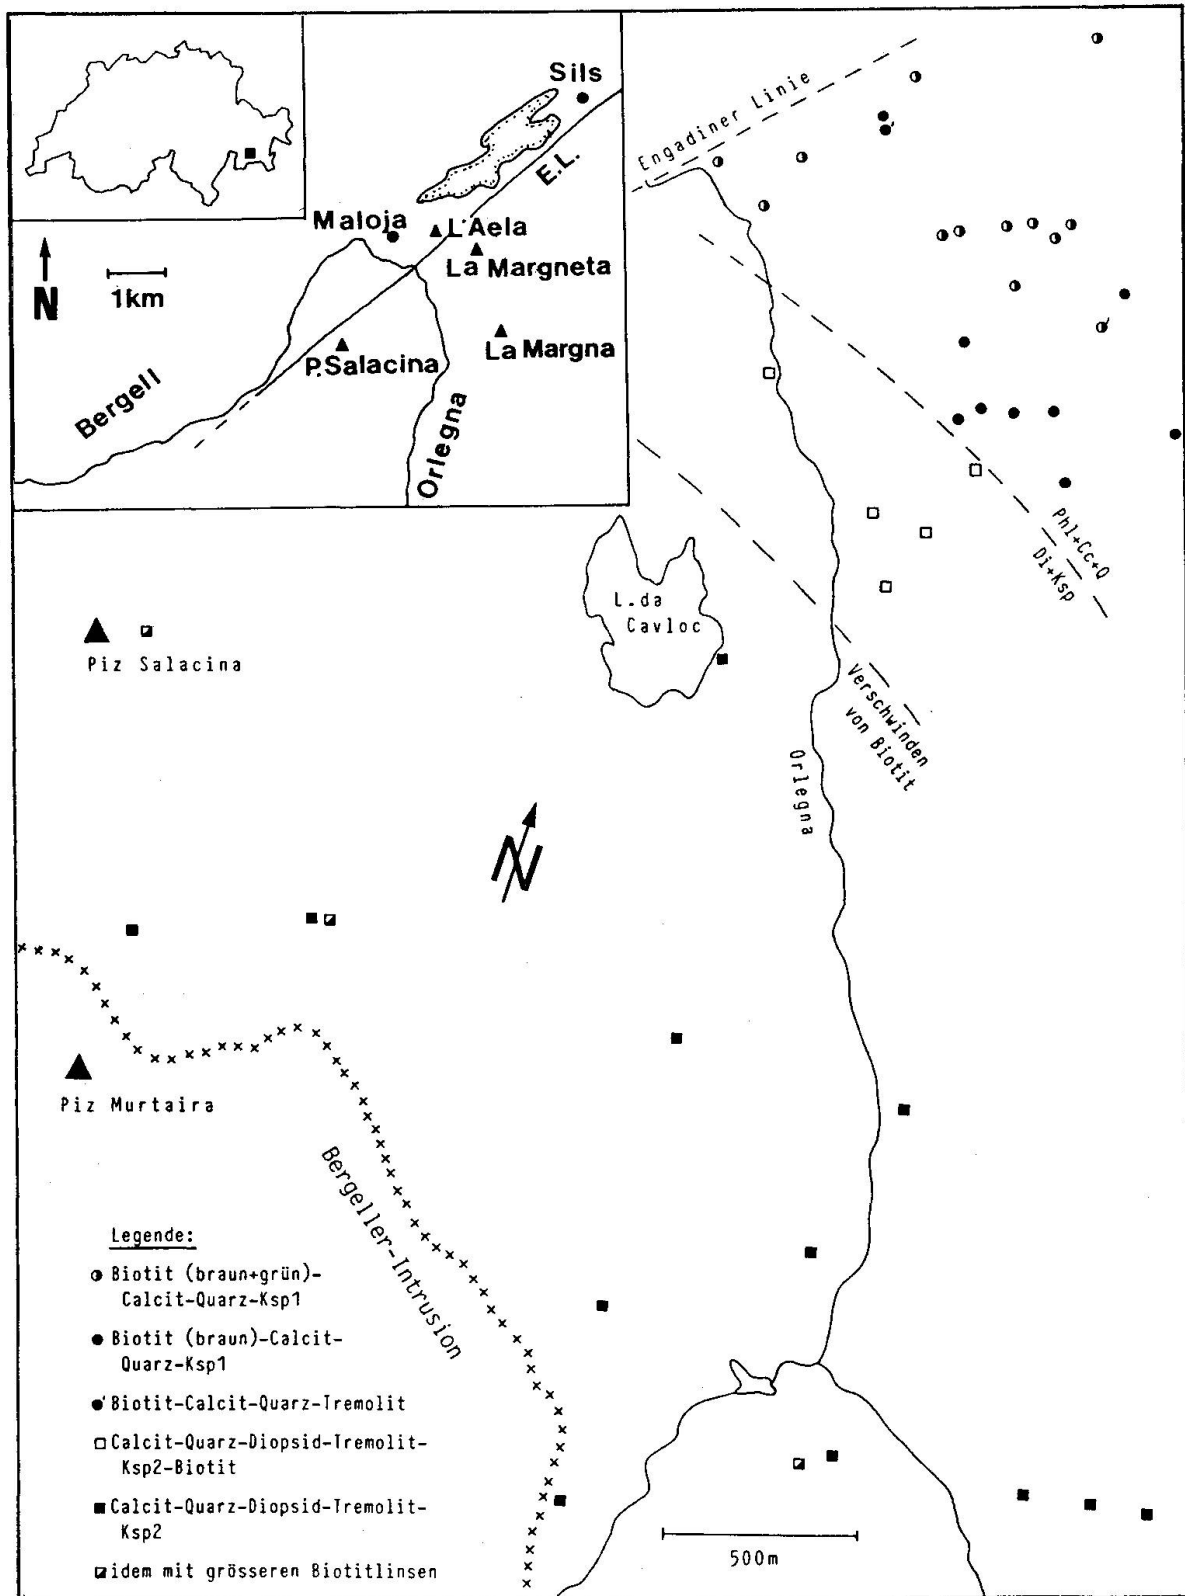 Sils
E.L.
Maloja
L'Aela
La Margneta
N
1km
La Margna
P.Salacina
Bergell
Orlegna
Engadiner Linie
Phl+Cc+Q
Di+Ksp
L.da
Cavloc
Piz Salacina
Verschwinden
von Biotit
Orlegna
N
Piz Murtaira
Bergeller-Intrusion
Legende:
Biotit (braun+grün)-
Calcit-Quarz-Ksp1
Biotit (braun)-Calcit-
Quarz-Ksp1
Biotit-Calcit-Quarz-Tremolit
Calcit-Quarz-Diopsid-Tremolit-
Ksp2-Biotit
Calcit-Quarz-Diopsid-Tremolit-
Ksp2
idem mit grösseren Biotitlinsen
500m